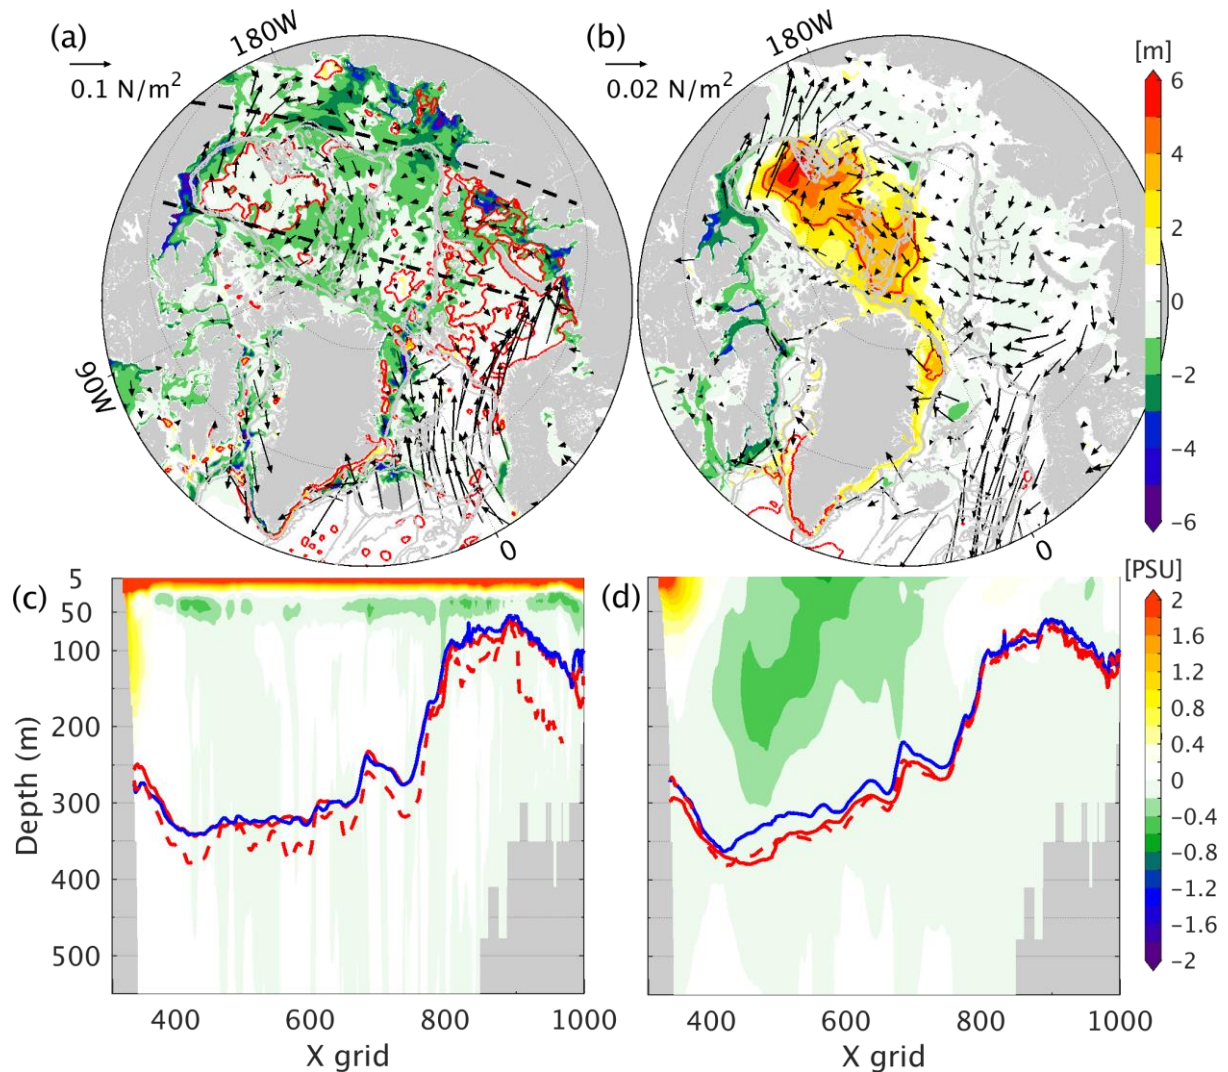 (a)
180W
0.1 N/m²
90W
0
(b)
180W
0.02 N/m²
0
[m]
6
4
2
0
−2
−4
−6
(c)
5
50
100
200
300
400
500
Depth (m)
400
600
800
1000
X grid
(d)
400
600
800
1000
X grid
[PSU]
2
1.6
1.2
0.8
0.4
0
−0.4
−0.8
−1.2
−1.6
−2